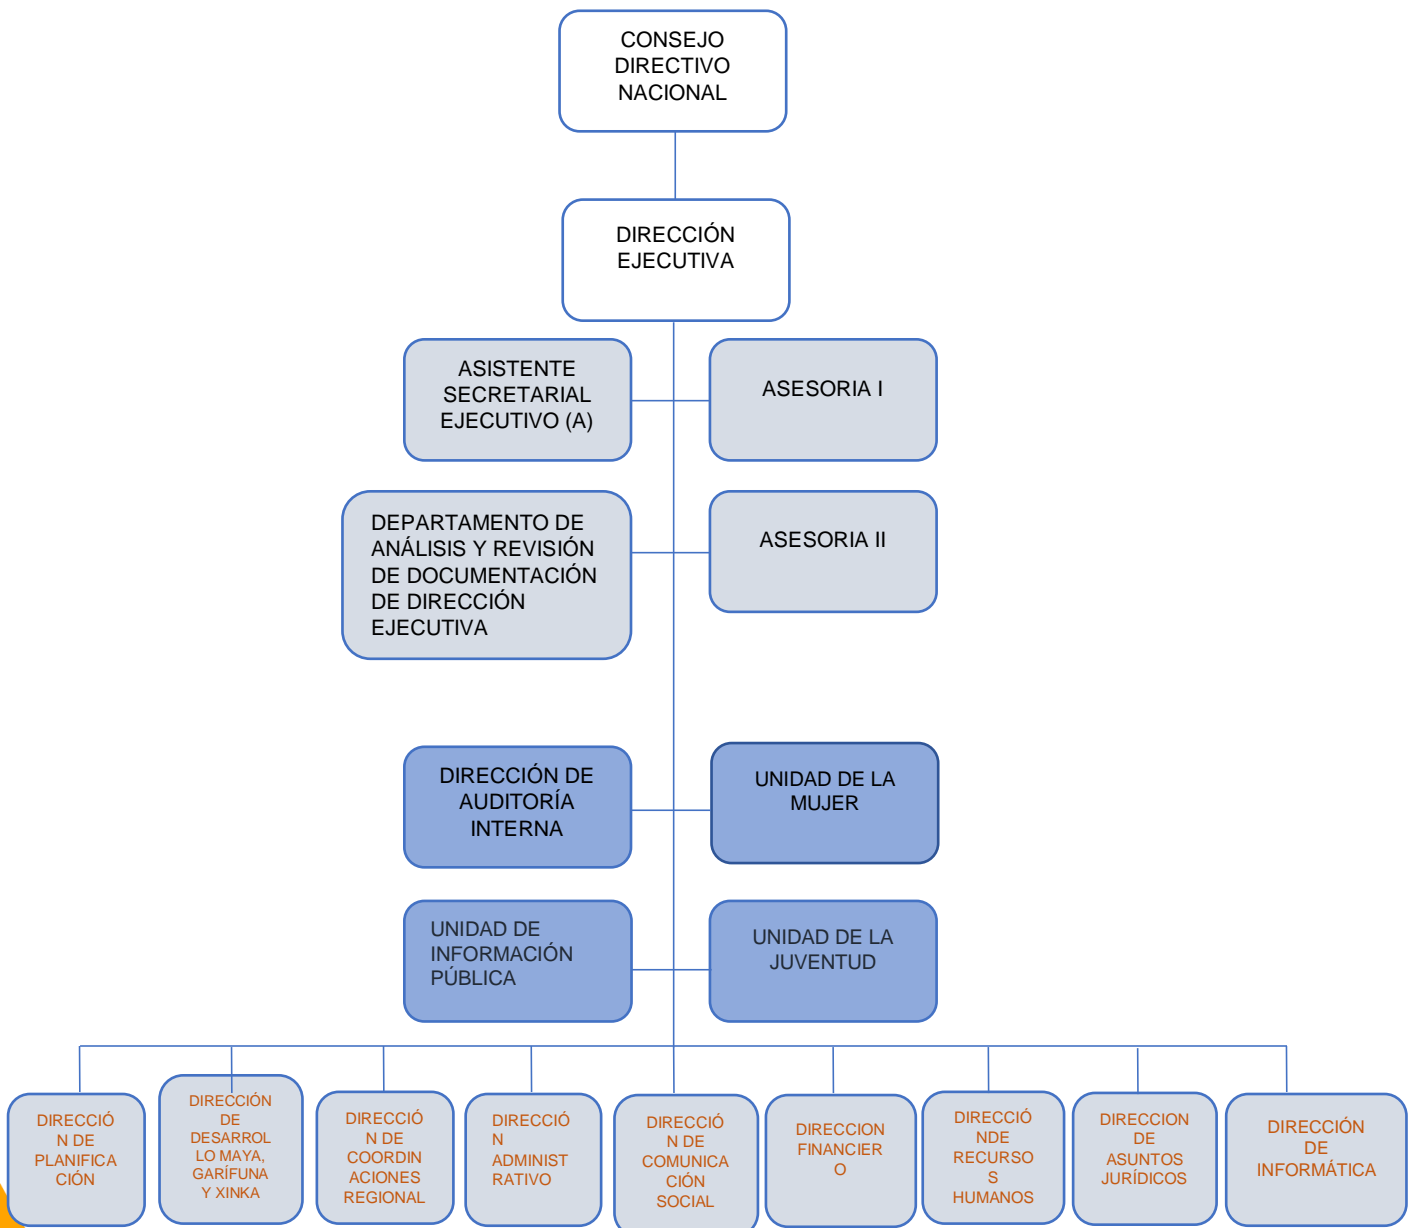 CONSEJO
DIRECTIVO
NACIONAL
DIRECCIÓN
EJECUTIVA
ASISTENTE
SECRETARIAL
EJECUTIVO (A)
ASESORIA I
DEPARTAMENTO DE
ANÁLISIS Y REVISIÓN
DE DOCUMENTACIÓN
DE DIRECCIÓN
EJECUTIVA
ASESORIA II
DIRECCIÓN DE
AUDITORÍA
INTERNA
UNIDAD DE LA
MUJER
UNIDAD DE
INFORMACIÓN
PÚBLICA
UNIDAD DE LA
JUVENTUD
DIRECCIÓ
N DE
PLANIFICA
CIÓN
DIRECCIÓN
DE
DESARROL
LO MAYA,
GARÍFUNA
Y XINKA
DIRECCIÓ
N DE
COORDIN
ACIONES
REGIONAL
DIRECCIÓ
N
ADMINIST
RATIVO
DIRECCIÓ
N DE
COMUNICA
CIÓN
SOCIAL
DIRECCION
FINANCIER
O
DIRECCIÓ
NDE
RECURSO
S
HUMANOS
DIRECCION
DE
ASUNTOS
JURÍDICOS
DIRECCIÓN
DE
INFORMÁTICA